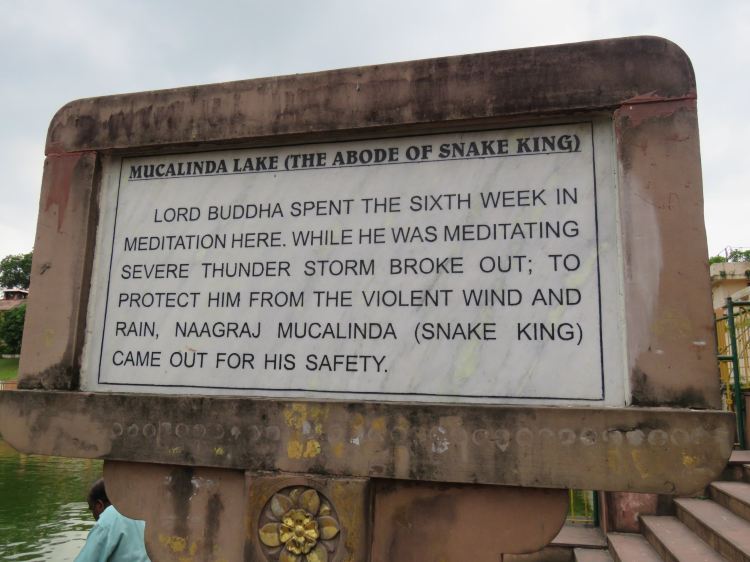 MUCALINDA LAKE (THE ABODE OF SNAKE KING)
LORD BUDDHA SPENT THE SIXTH WEEK IN
MEDITATION HERE. WHILE HE WAS MEDITATING
SEVERE THUNDER STORM BROKE OUT; TO
PROTECT HIM FROM THE VIOLENT WIND AND
RAIN, NAAGRAJ MUCALINDA (SNAKE KING)
CAME OUT FOR HIS SAFETY.